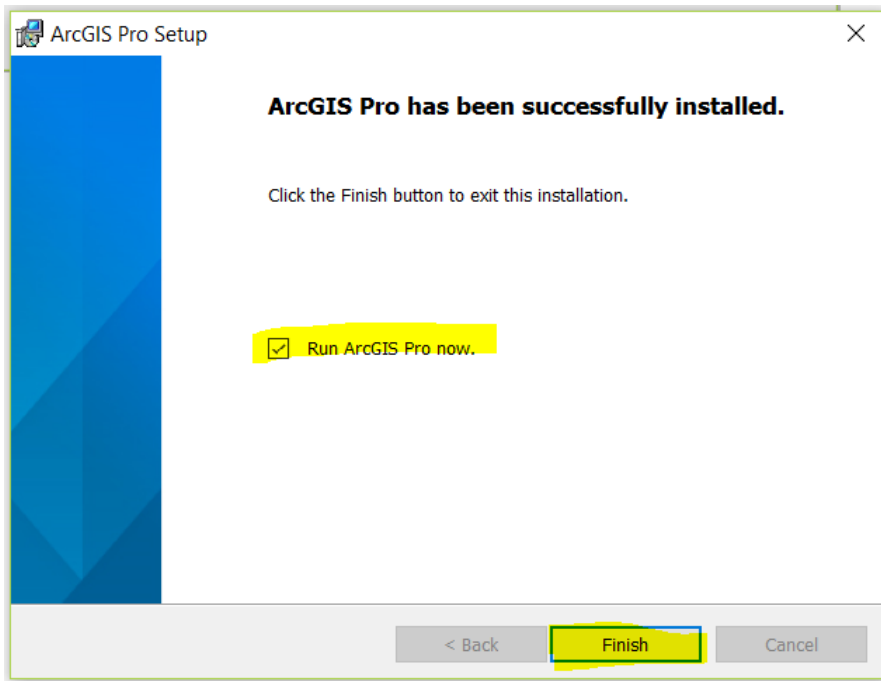 ArcGIS Pro Setup
ArcGIS Pro has been successfully installed.
Click the Finish button to exit this installation.
Run ArcGIS Pro now.
< Back Finish Cancel